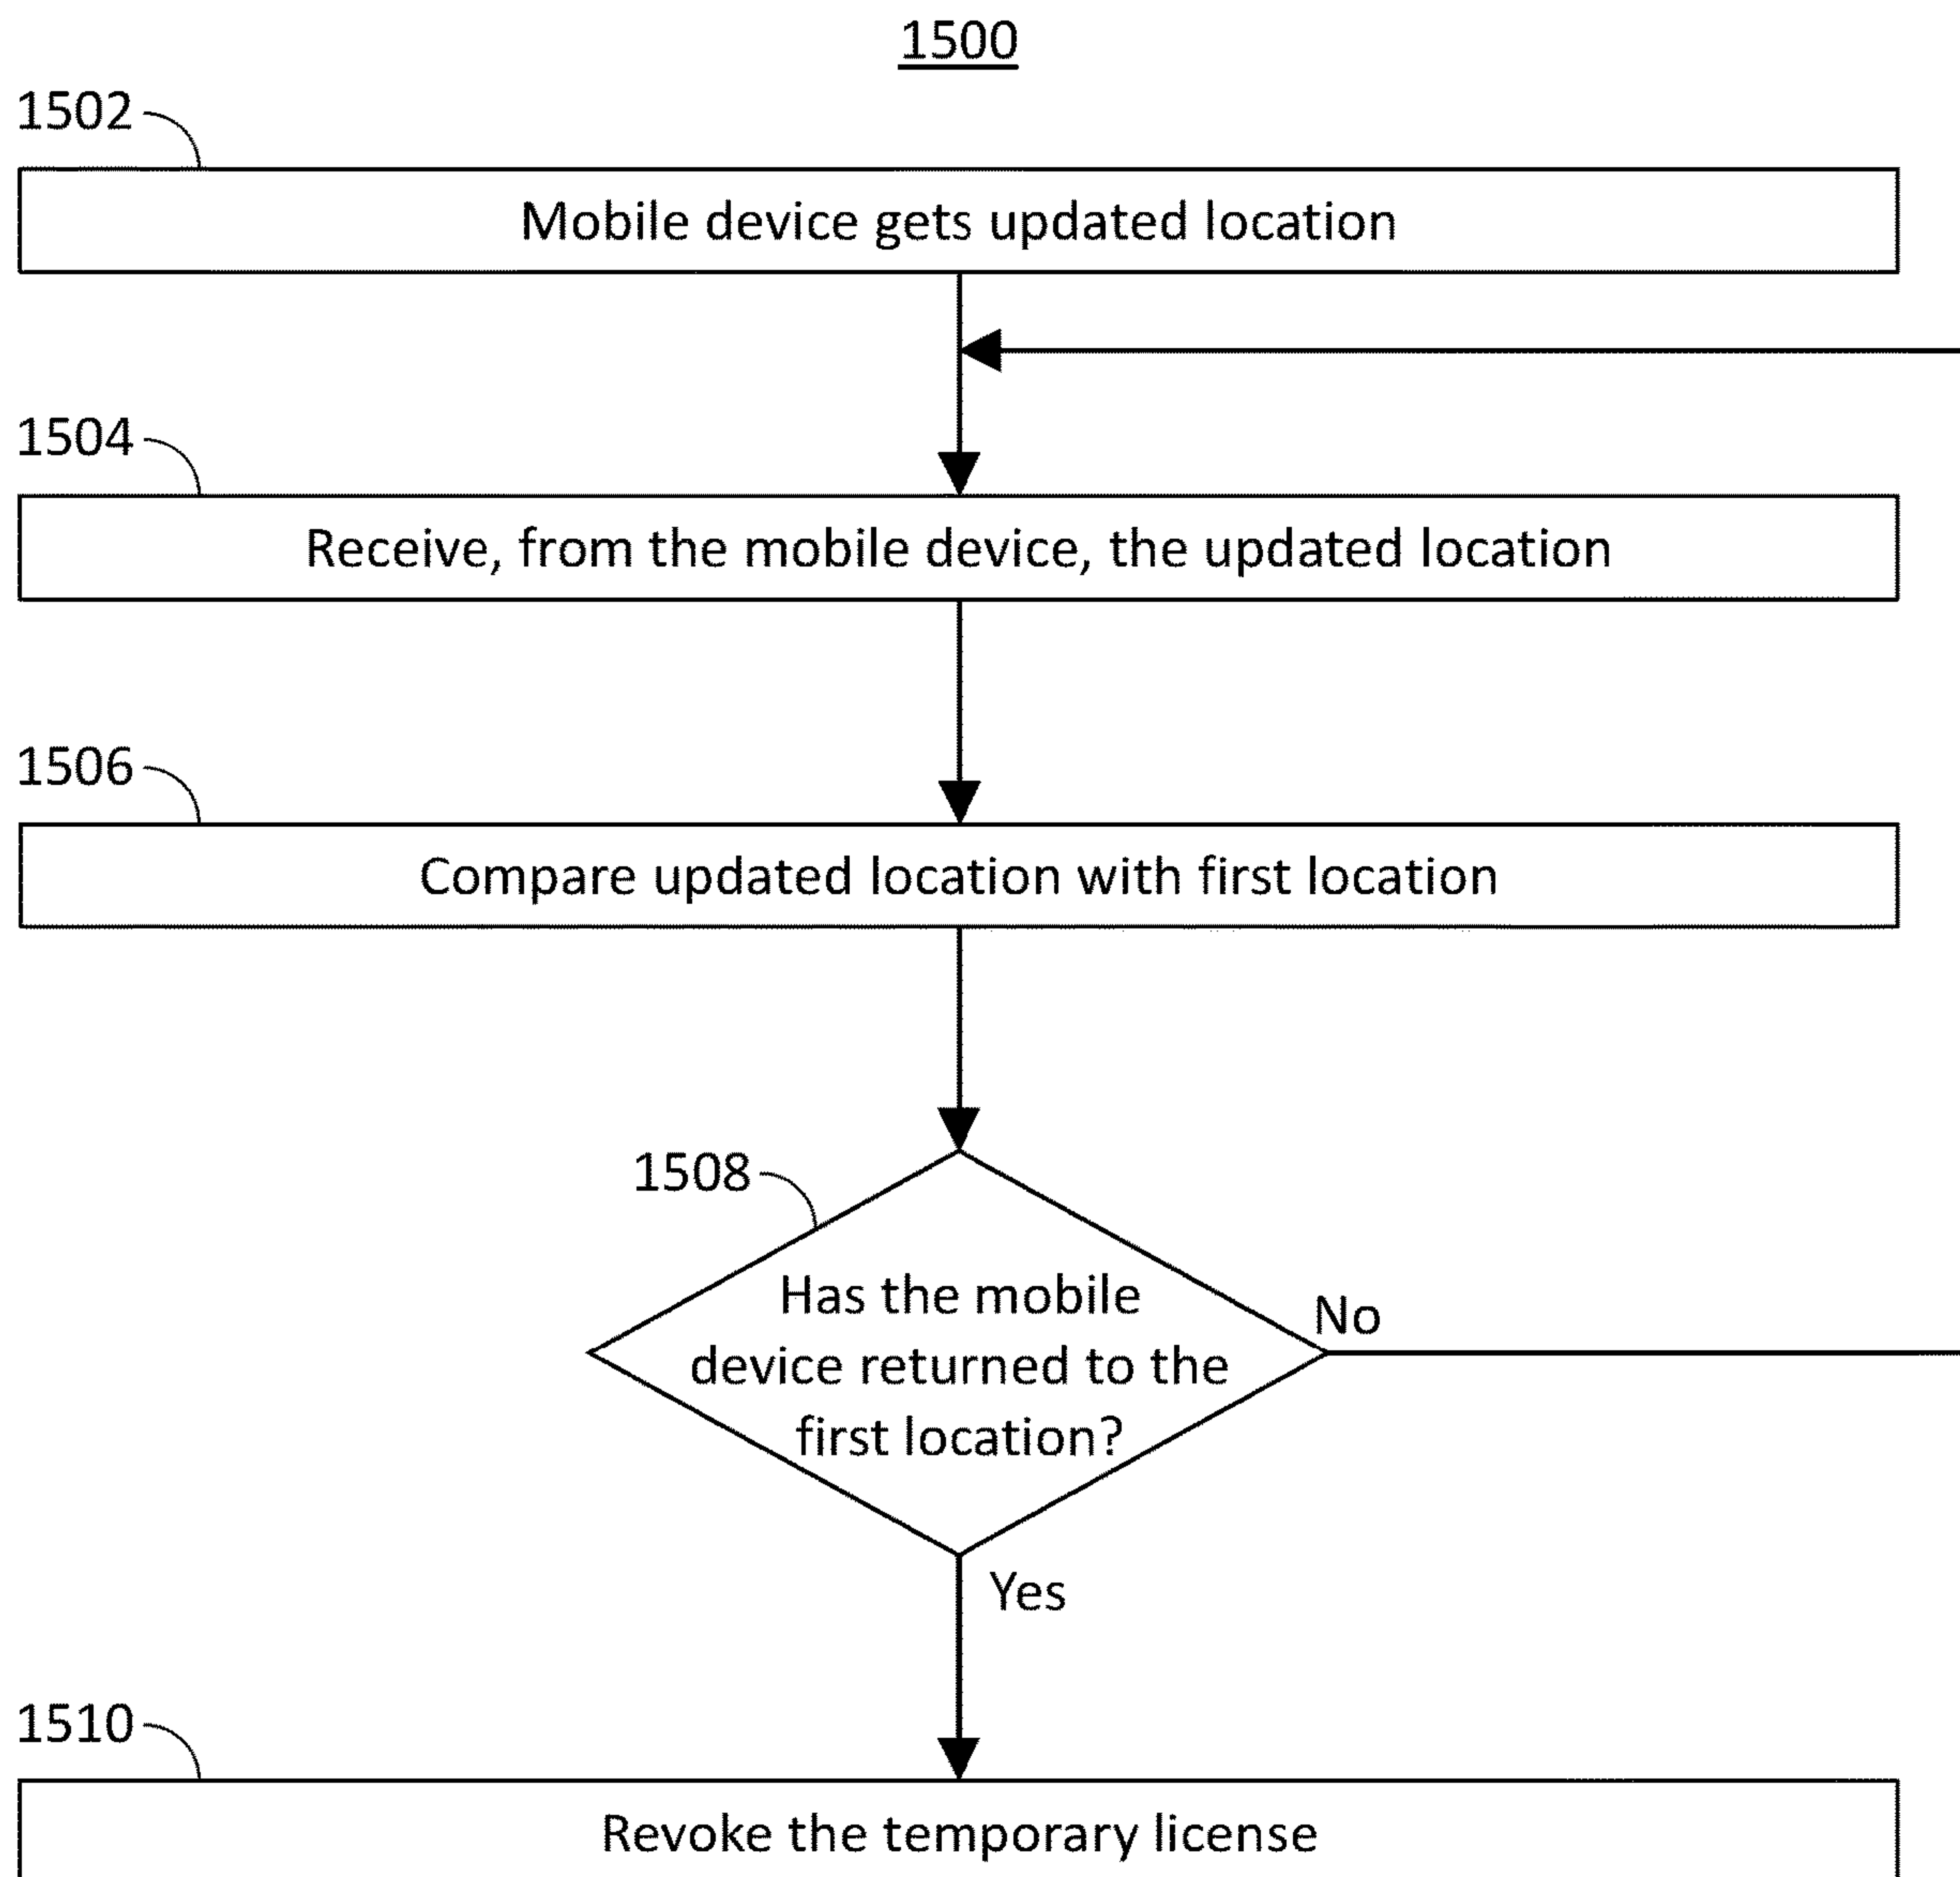 1500
1502
Mobile device gets updated location
1504
Receive, from the mobile device, the updated location
1506
Compare updated location with first location
1508
Has the mobile
device returned to the
first location?
No
Yes
1510
Revoke the temporary license